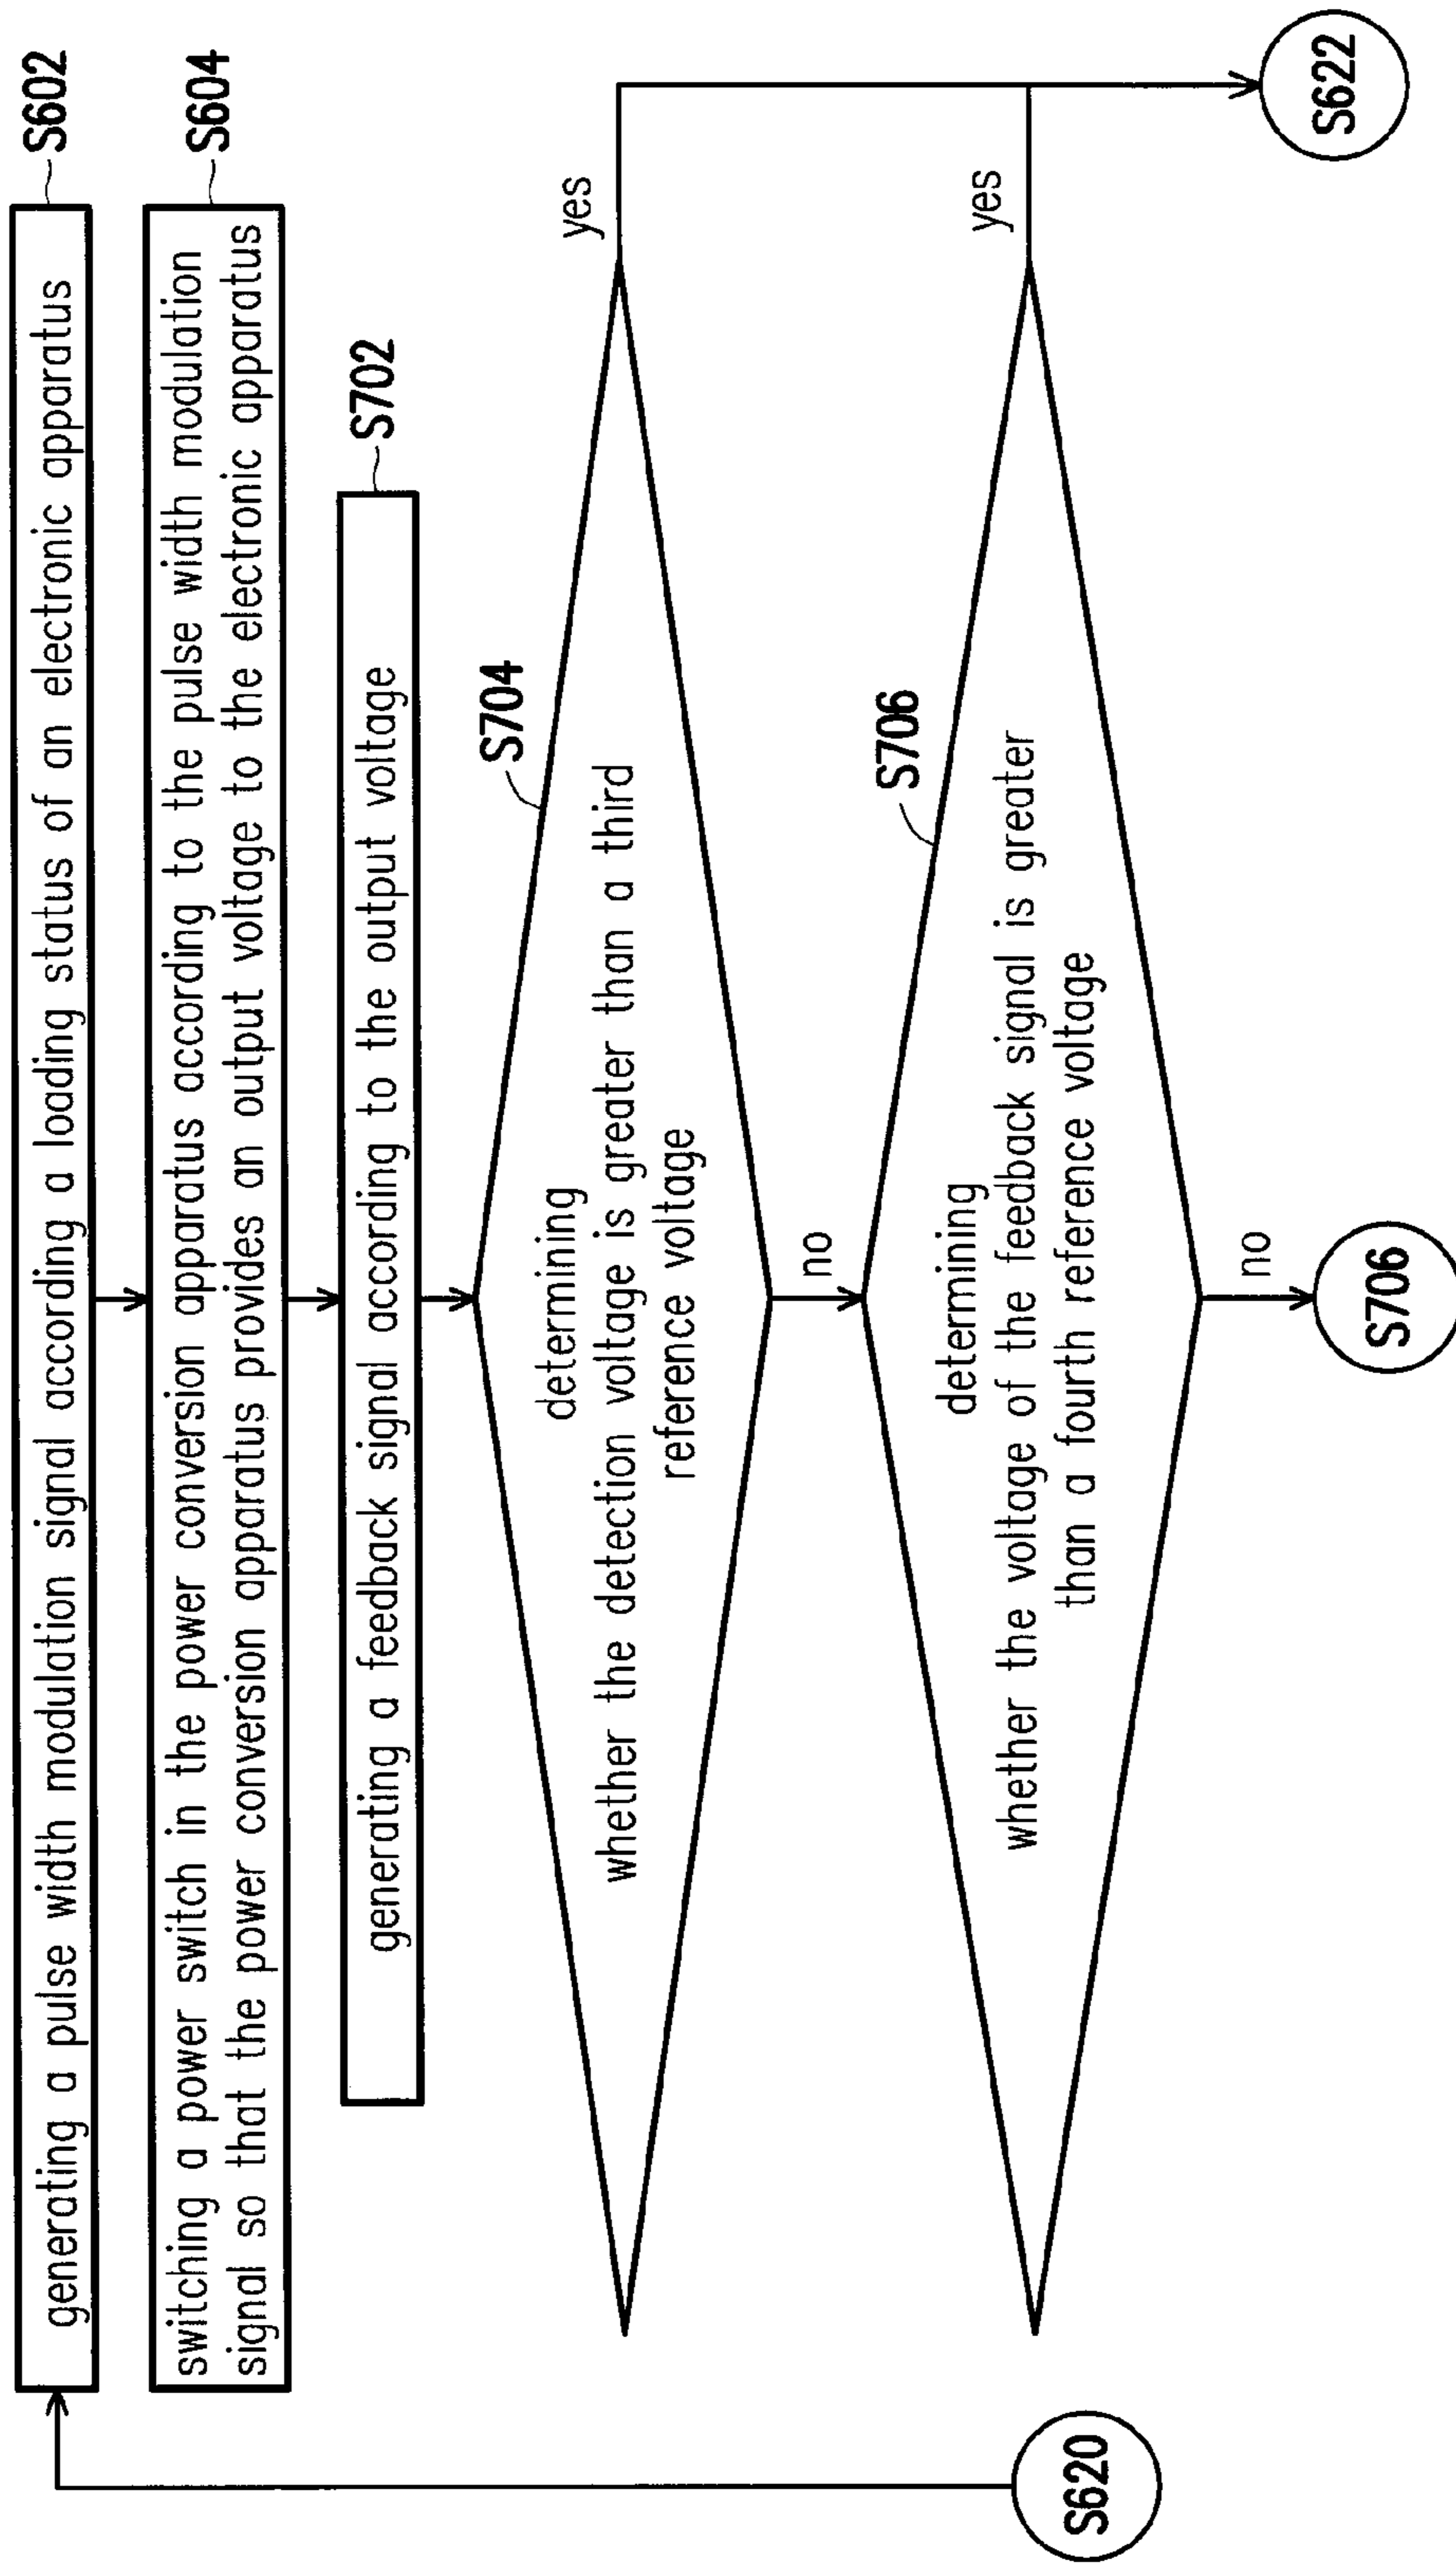 generating a pulse width modulation signal according a loading status of an electronic apparatus
S602
switching a power switch in the power conversion apparatus according to the pulse width modulation
signal so that the power conversion apparatus provides an output voltage to the electronic apparatus
S604
generating a feedback signal according to the output voltage
S702
S704
determining
whether the detection voltage is greater than a third
reference voltage
yes
no
S706
determining
whether the voltage of the feedback signal is greater
than a fourth reference voltage
yes
no
S620
S706
S622